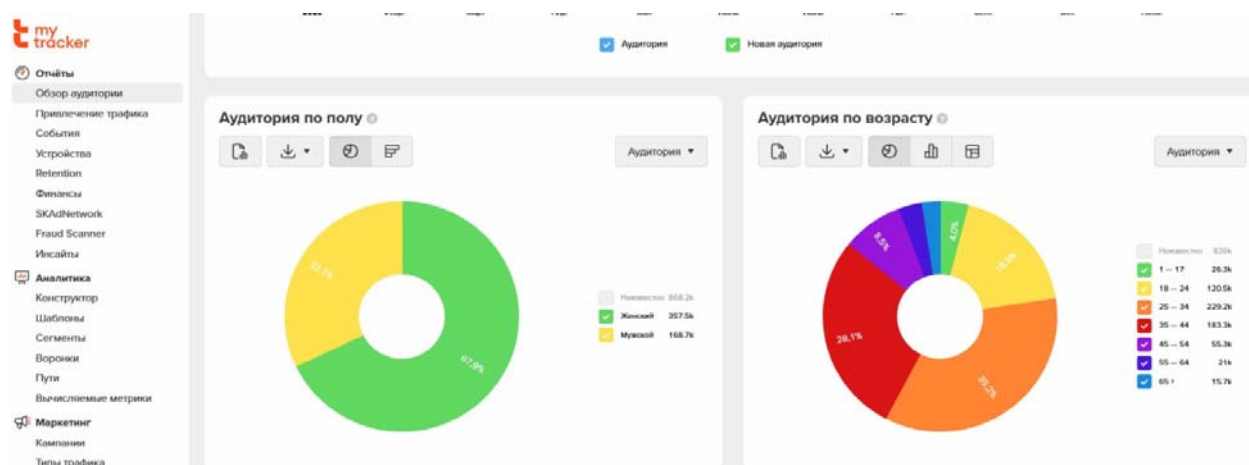 my
tracker
Отчёты
Обзор аудитории
Привлечение трафика
События
Устройства
Retention
Финансы
SKAdNetwork
Fraud Scanner
Инсайты
Аналитика
Конструктор
Шаблоны
Сегменты
Воронки
Пути
Вычисляемые метрики
Маркетинг
Кампании
Типы трафика
Аудитория
Новая аудитория
Аудитория по полу
Аудитория
32,1%
67,9%
Неизвестно 868.2k
Женский 357.5k
Мужской 168.7k
Аудитория по возрасту
Аудитория
4,0%
18,5%
35,2%
28,1%
8,5%
Неизвестно
1 — 17 26.3k
18 — 24 120.5k
25 — 34 229.2k
35 — 44 183.3k
45 — 54 55.3k
55 — 64 21k
65 + 15.7k